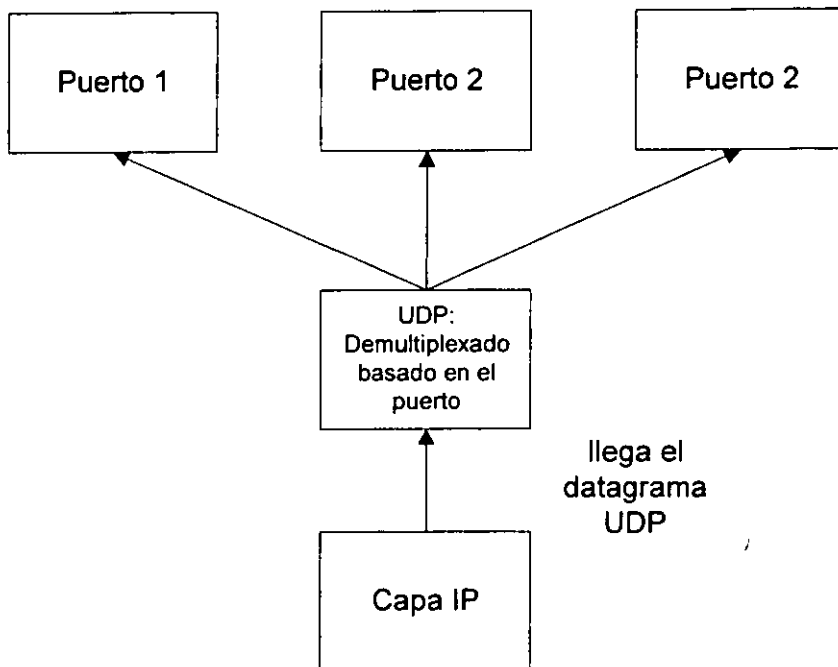 Puerto 1
Puerto 2
Puerto 2
UDP:
Demultiplexado
basado en el
puerto
llega el
datagrama
UDP
Capa IP